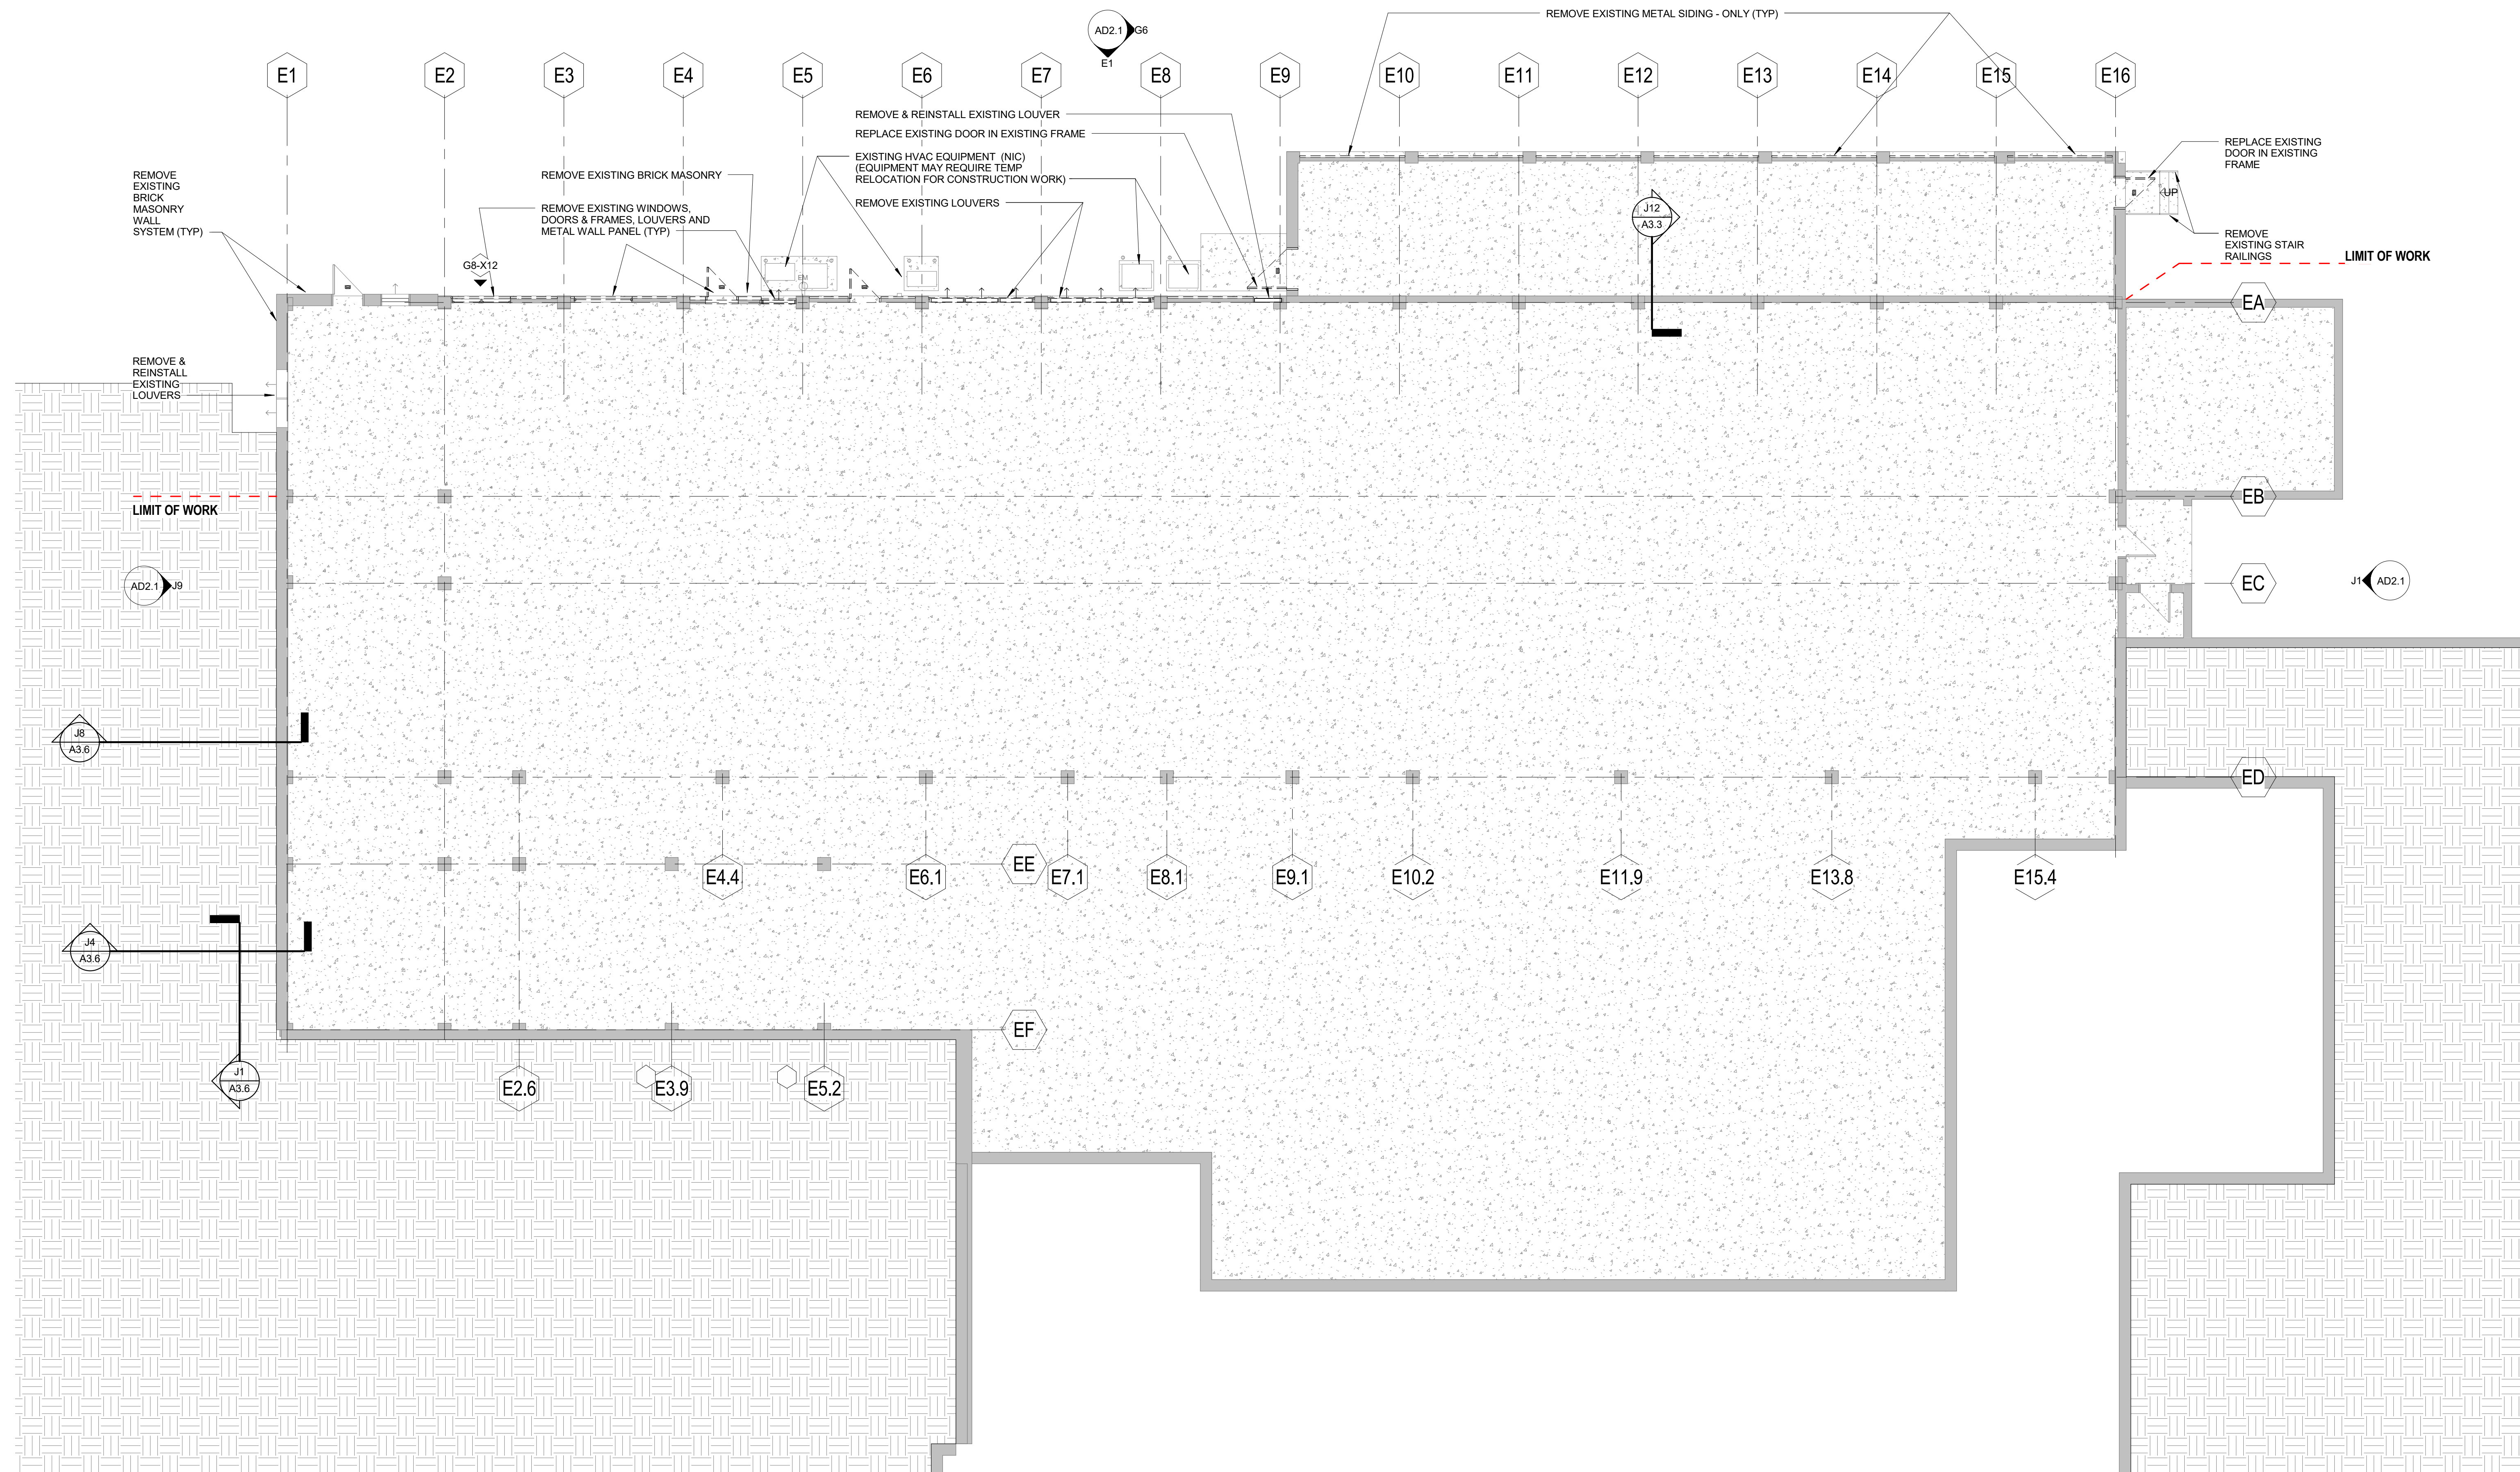 REMOVE EXISTING METAL SIDING - ONLY (TYP)
AD2.1
G6
E1
E1
E2
E3
E4
E5
E6
E7
E8
E9
E10
E11
E12
E13
E14
E15
E16
REMOVE & REINSTALL EXISTING LOUVER
REPLACE EXISTING DOOR IN EXISTING FRAME
EXISTING HVAC EQUIPMENT (NIC)
(EQUIPMENT MAY REQUIRE TEMP
RELOCATION FOR CONSTRUCTION WORK)
REMOVE EXISTING LOUVERS
REMOVE EXISTING BRICK MASONRY
REMOVE EXISTING WINDOWS,
DOORS & FRAMES, LOUVERS AND
METAL WALL PANEL (TYP)
REMOVE
EXISTING
BRICK
MASONRY
WALL
SYSTEM (TYP)
REPLACE EXISTING
DOOR IN EXISTING
FRAME
UP
REMOVE
EXISTING STAIR
RAILINGS
LIMIT OF WORK
J12
A3.3
G8-X12
EM
EA
REMOVE &
REINSTALL
EXISTING
LOUVERS
EB
LIMIT OF WORK
AD2.1
J9
EC
J1
AD2.1
J8
A3.6
ED
EE
E4.4
E6.1
E7.1
E8.1
E9.1
E10.2
E11.9
E13.8
E15.4
J4
A3.6
EF
J1
A3.6
E2.6
E3.9
E5.2